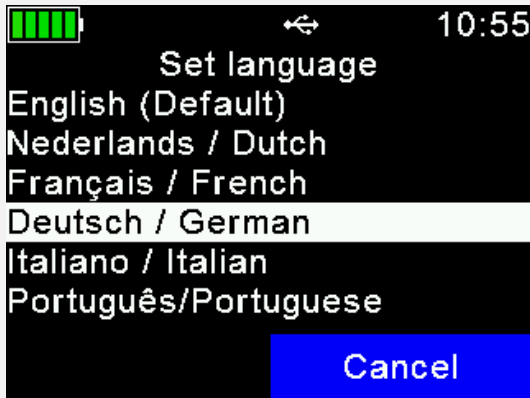 10:55
Set language
English (Default)
Nederlands / Dutch
Français / French
Deutsch / German
Italiano / Italian
Português/Portuguese
Cancel